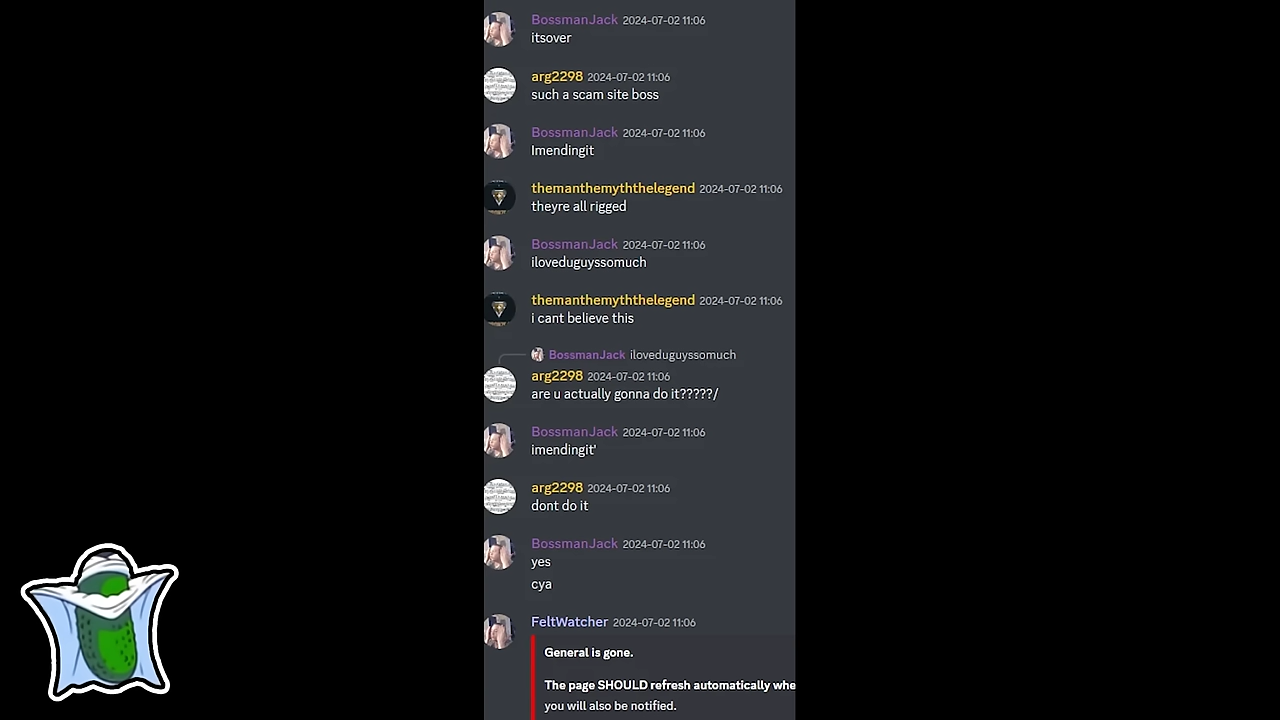 BossmanJack 2024-07-02 11:06
itsover
arg2298 2024-07-02 11:06
such a scam site boss
BossmanJack 2024-07-02 11:06
Imendingit
themanthemyththelegend 2024-07-02 11:06
theyre all rigged
BossmanJack 2024-07-02 11:06
iloveduguyssomuch
themanthemyththelegend 2024-07-02 11:06
i cant believe this
BossmanJack iloveduguyssomuch
arg2298 2024-07-02 11:06
are u actually gonna do it?????/
BossmanJack 2024-07-02 11:06
imendingit'
arg2298 2024-07-02 11:06
dont do it
BossmanJack 2024-07-02 11:06
yes
cya
FeltWatcher 2024-07-02 11:06
General is gone.
The page SHOULD refresh automatically whe
you will also be notified.